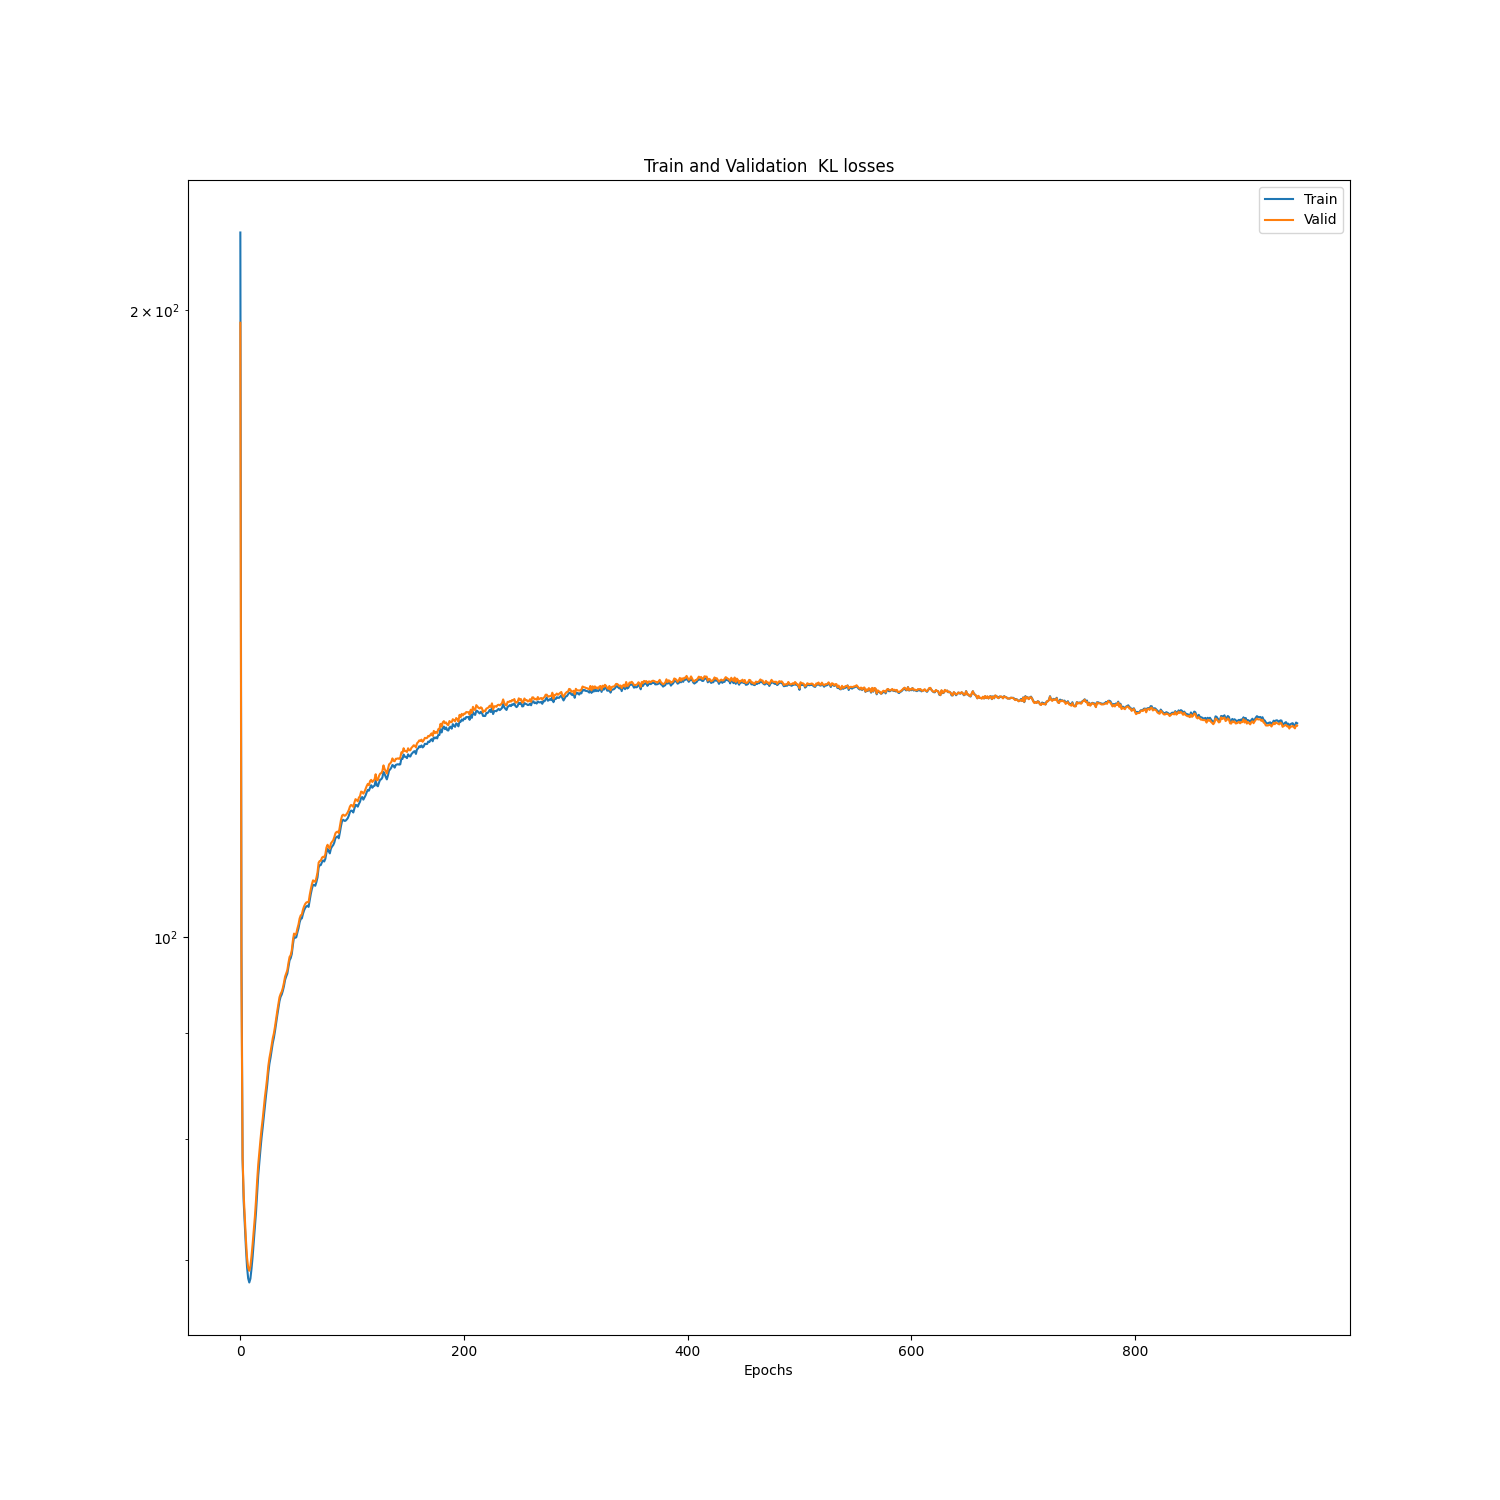 Train and Validation  KL losses
Train
Valid
2 × 10²
10²
0 200 400 600 800
Epochs